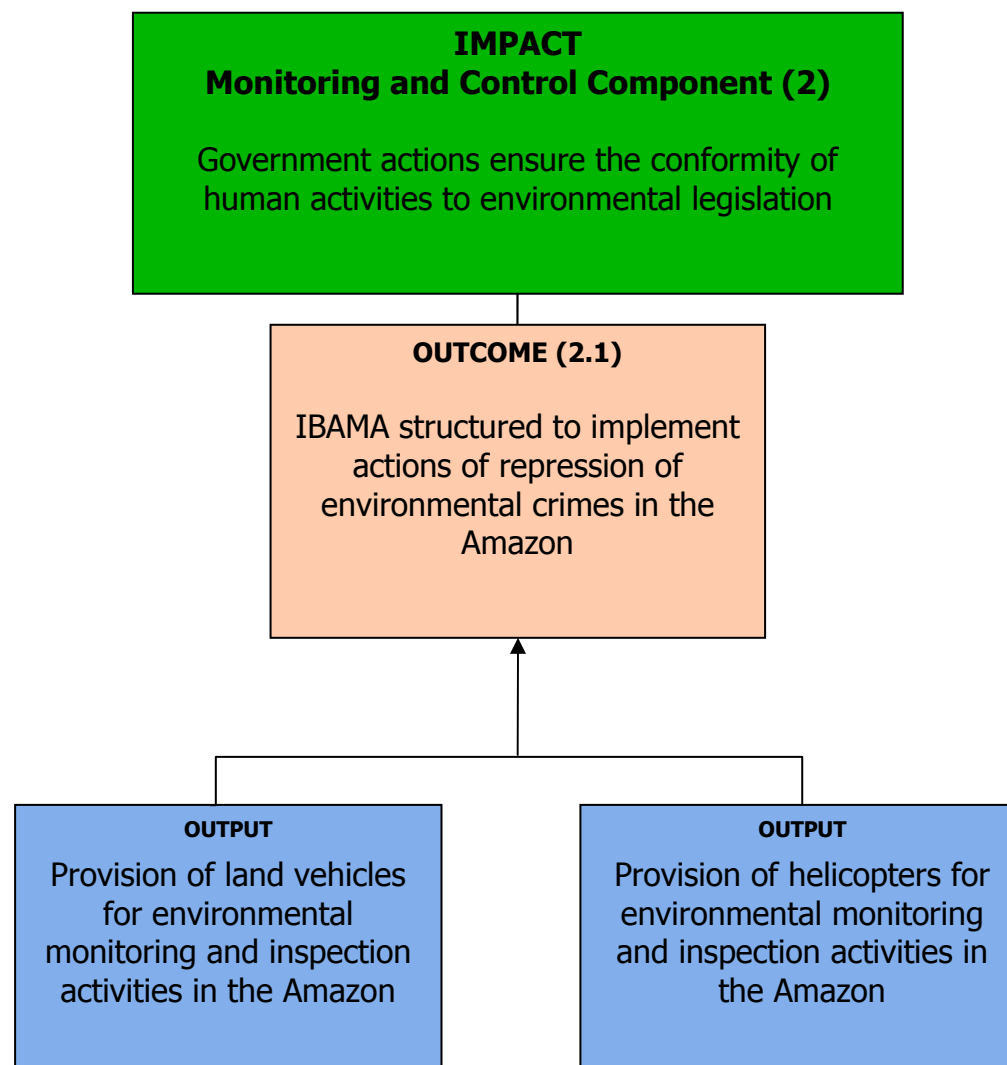 IMPACT
Monitoring and Control Component (2)
Government actions ensure the conformity of
human activities to environmental legislation
OUTCOME (2.1)
IBAMA structured to implement
actions of repression of
environmental crimes in the
Amazon
OUTPUT
Provision of land vehicles
for environmental
monitoring and inspection
activities in the Amazon
OUTPUT
Provision of helicopters for
environmental monitoring
and inspection activities in
the Amazon